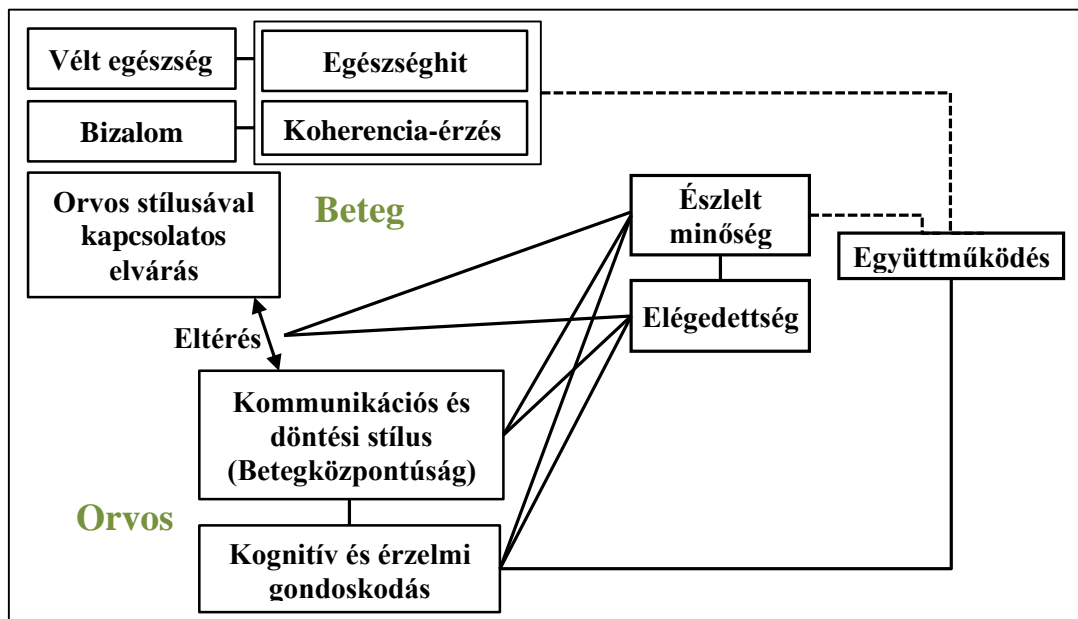 Vélt egészség
Egészséghit
Bizalom
Koherencia-érzés
Orvos stílusával
kapcsolatos
elvárás
Beteg
Észlelt
minőség
Együttműködés
Elégedettség
Eltérés
Kommunikációs és
döntési stílus
(Betegközpontúság)
Orvos
Kognitív és érzelmi
gondoskodás